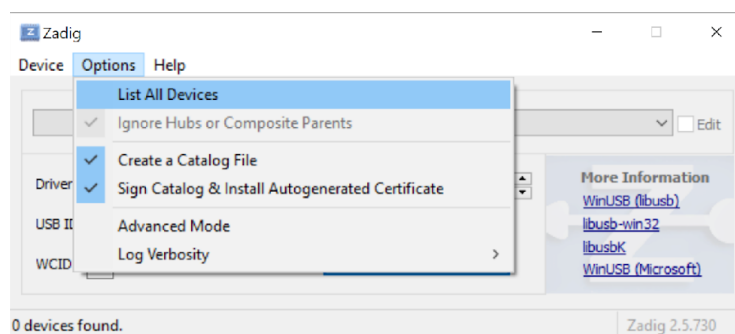 Zadig
Device Options Help
List All Devices
Ignore Hubs or Composite Parents
Edit
Create a Catalog File
Sign Catalog & Install Autogenerated Certificate
Advanced Mode
Log Verbosity
Driver
USB ID
WCID
More Information
WinUSB (libusb)
libusb-win32
libusbK
WinUSB (Microsoft)
0 devices found.
Zadig 2.5.730